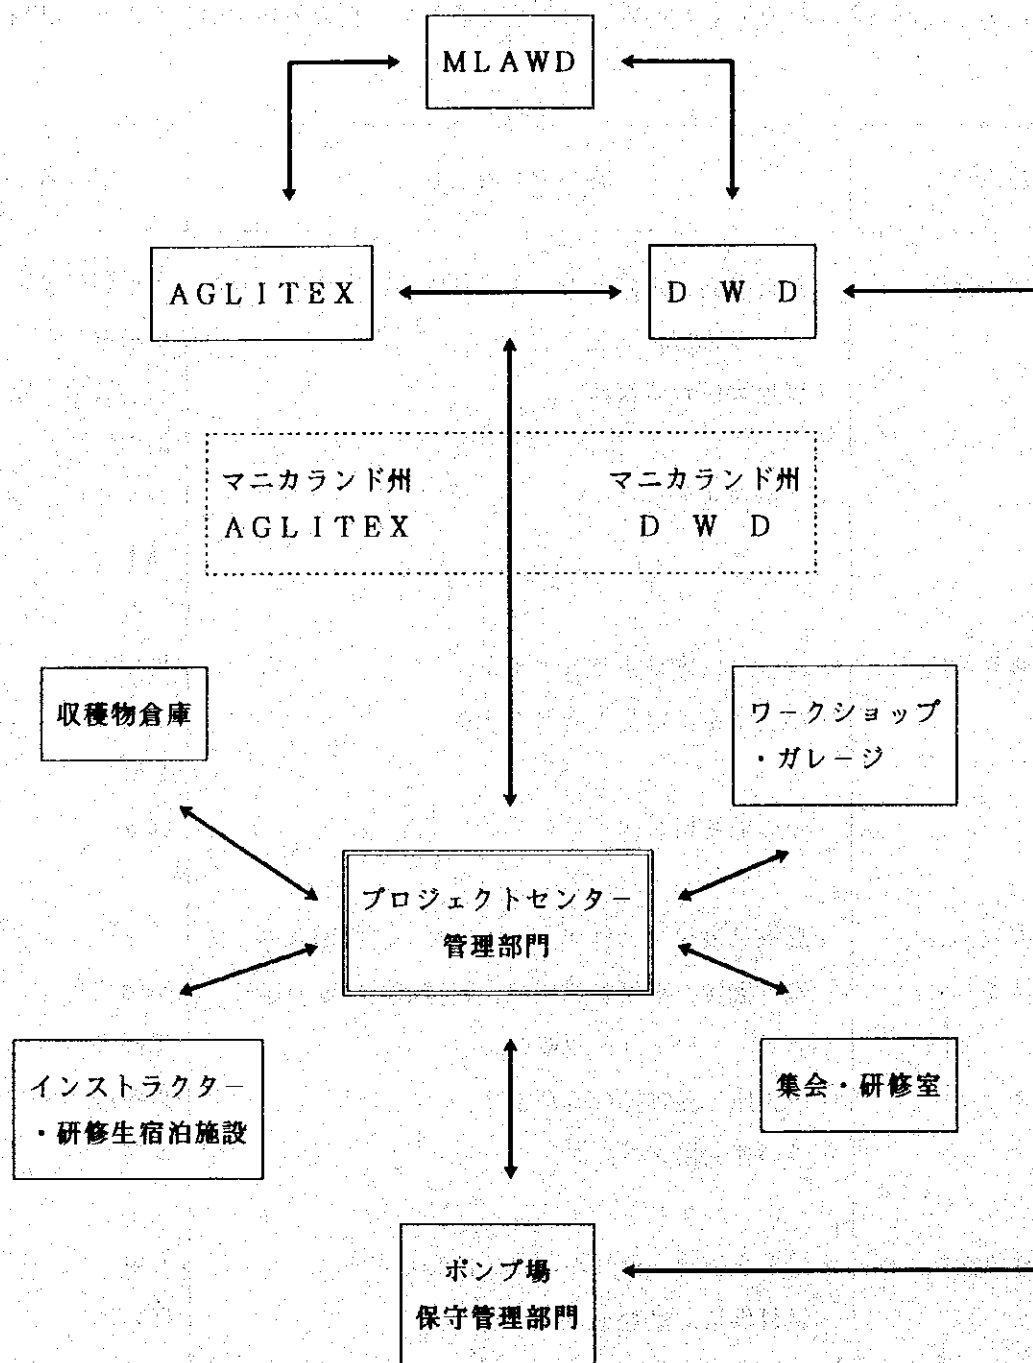 MLAWD
AGLITEX
D W D
マニカランド州
AGLITEX
マニカランド州
D W D
収穫物倉庫
ワークショップ
・ガレージ
プロジェクトセンター
管理部門
インストラクター
・研修生宿泊施設
集会・研修室
ポンプ場
保守管理部門